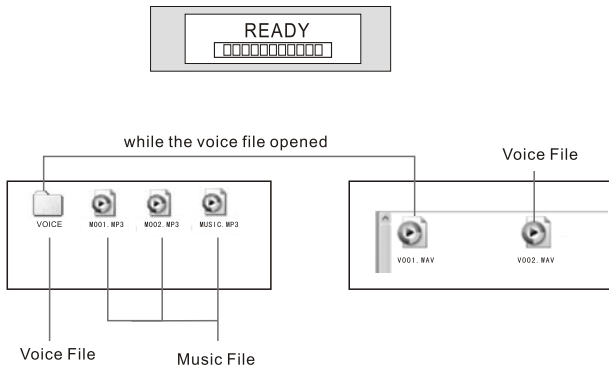 READY
while the voice file opened
Voice File
VOICE M001.MP3 M002.MP3 MUSIC.MP3
V001.WAV V002.WAV
Voice File
Music File